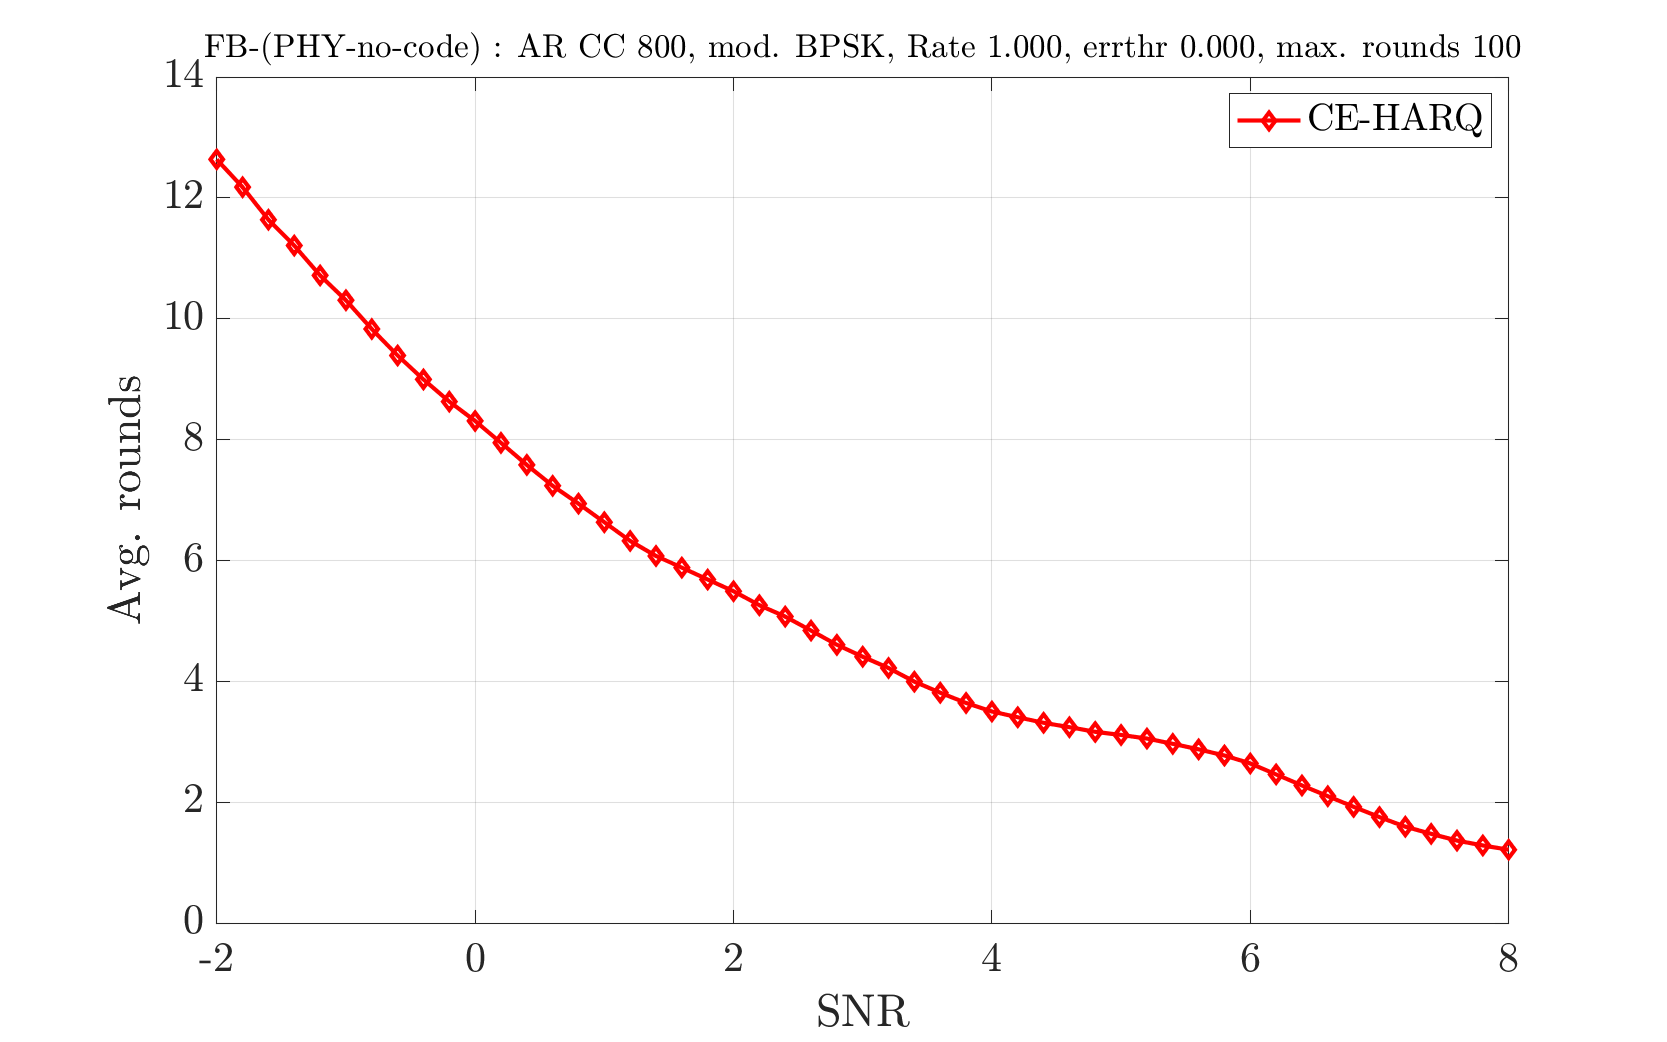 FB-(PHY-no-code) : AR CC 800, mod. BPSK, Rate 1.000, errthr 0.000, max. rounds 100
CE-HARQ
14
12
10
8
6
4
2
0
Avg. rounds
-2 0 2 4 6 8
SNR